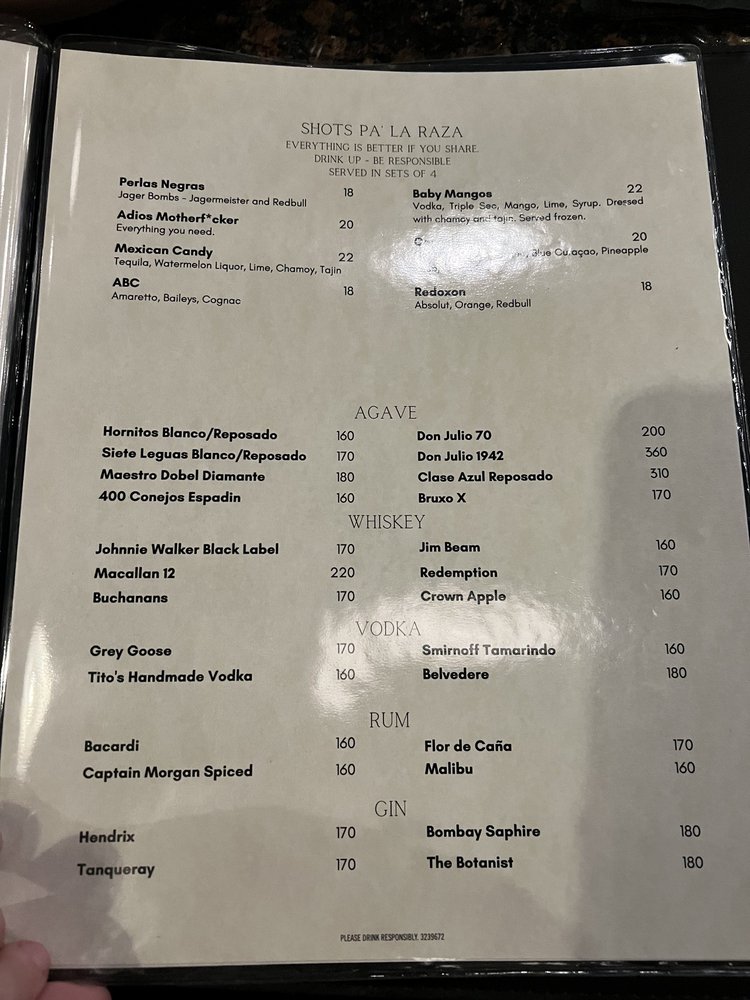 SHOTS PA' LA RAZA
EVERYTHING IS BETTER IF YOU SHARE.
DRINK UP - BE RESPONSIBLE
SERVED IN SETS OF 4
Perlas Negras 18
Jager Bombs - Jagermeister and Redbull
Adios Motherf*cker 20
Everything you need.
Mexican Candy 22
Tequila, Watermelon Liquor, Lime, Chamoy, Tajin
ABC 18
Amaretto, Baileys, Cognac
Baby Mangos 22
Vodka, Triple Sec, Mango, Lime, Syrup. Dressed
with chamoy and tajin. Served frozen.
20
Blue Curaçao, Pineapple
Redoxon 18
Absolut, Orange, Redbull
AGAVE
Hornitos Blanco/Reposado 160
Siete Leguas Blanco/Reposado 170
Maestro Dobel Diamante 180
400 Conejos Espadin 160
Don Julio 70 200
Don Julio 1942 360
Clase Azul Reposado 310
Bruxo X 170
WHISKEY
Johnnie Walker Black Label 170
Macallan 12 220
Buchanans 170
Jim Beam 160
Redemption 170
Crown Apple 160
VODKA
Grey Goose 170
Tito's Handmade Vodka 160
Smirnoff Tamarindo 160
Belvedere 180
RUM
Bacardi 160
Captain Morgan Spiced 160
Flor de Caña 170
Malibu 160
GIN
Hendrix 170
Tanqueray 170
Bombay Saphire 180
The Botanist 180
PLEASE DRINK RESPONSIBLY. 3239672